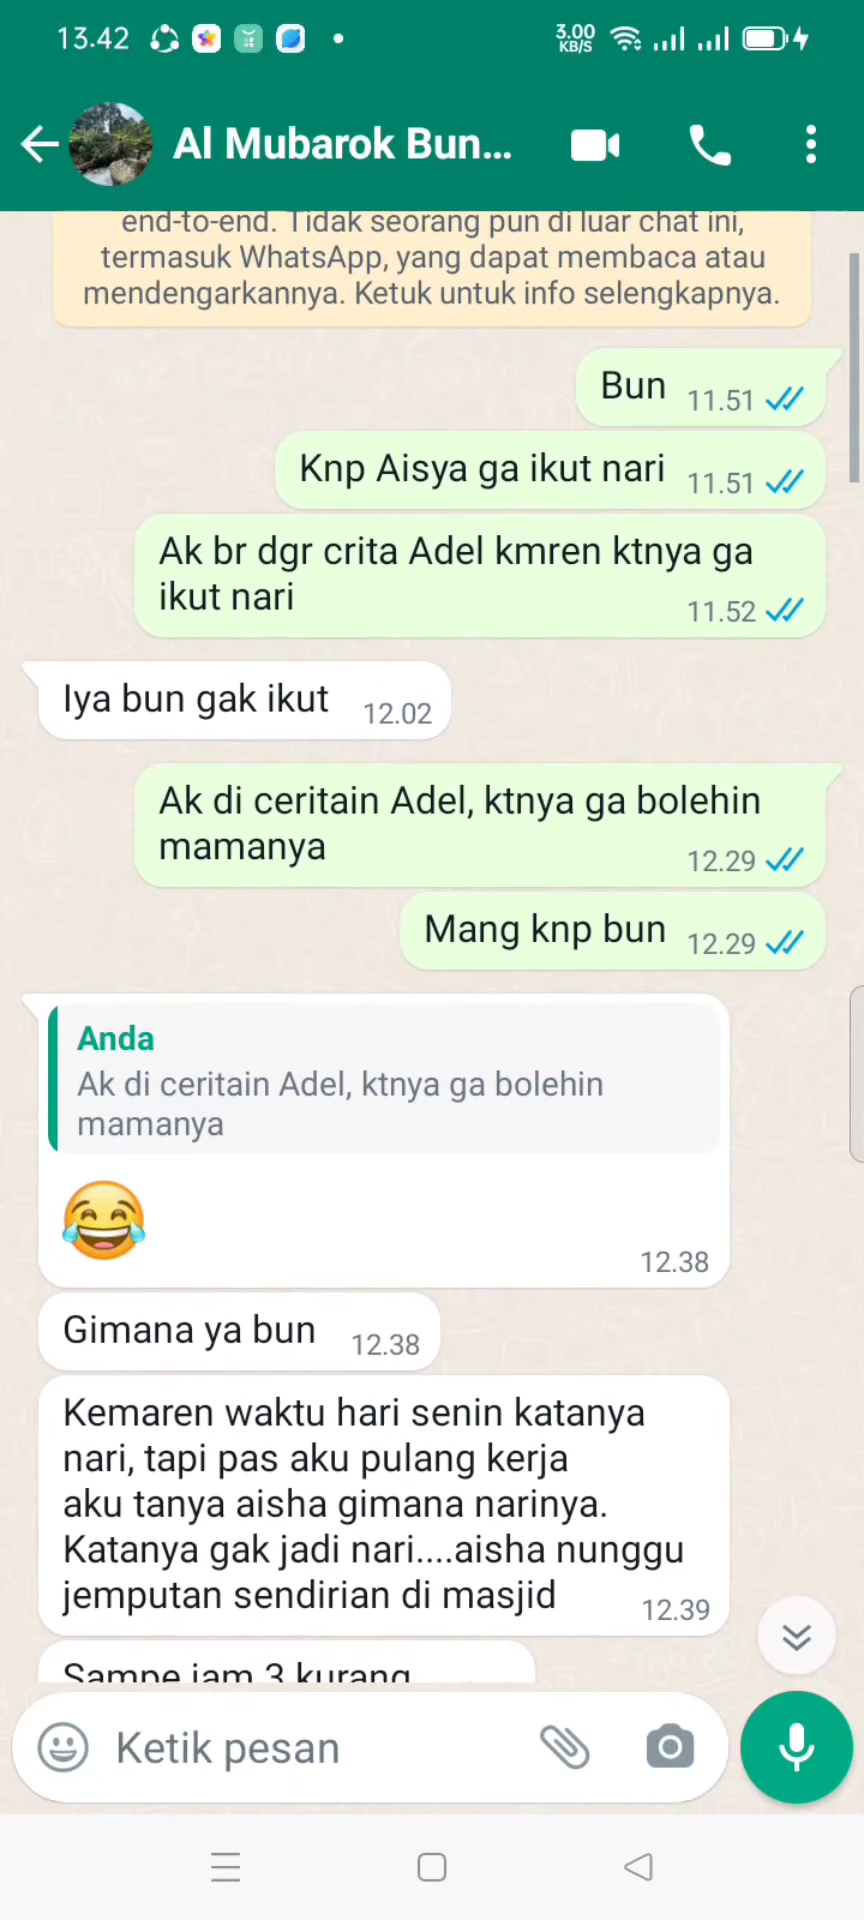 13.42
3.00
KB/S
Al Mubarok Bun...
end-to-end. Tidak seorang pun di luar chat ini,
termasuk WhatsApp, yang dapat membaca atau
mendengarkannya. Ketuk untuk info selengkapnya.
Bun 11.51
Knp Aisya ga ikut nari 11.51
Ak br dgr crita Adel kmren ktnya ga
ikut nari 11.52
Iya bun gak ikut 12.02
Ak di ceritain Adel, ktnya ga bolehin
mamanya 12.29
Mang knp bun 12.29
Anda
Ak di ceritain Adel, ktnya ga bolehin
mamanya
12.38
Gimana ya bun 12.38
Kemaren waktu hari senin katanya
nari, tapi pas aku pulang kerja
aku tanya aisha gimana narinya.
Katanya gak jadi nari....aisha nunggu
jemputan sendirian di masjid 12.39
Sampe jam 3 kurang
Ketik pesan